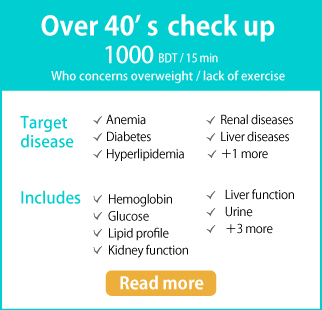 Over 40' s check up
1000 BDT / 15 min
Who concerns overweight / lack of exercise
Target disease
✓ Anemia
✓ Diabetes
✓ Hyperlipidemia
✓ Renal diseases
✓ Liver diseases
✓ +1 more
Includes
✓ Hemoglobin
✓ Glucose
✓ Lipid profile
✓ Kidney function
✓ Liver function
✓ Urine
✓ +3 more
Read more